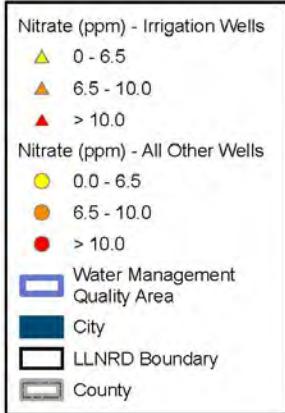 Nitrate (ppm) - Irrigation Wells
0 - 6.5
6.5 - 10.0
> 10.0
Nitrate (ppm) - All Other Wells
0.0 - 6.5
6.5 - 10.0
> 10.0
Water Management
Quality Area
City
LLNRD Boundary
County